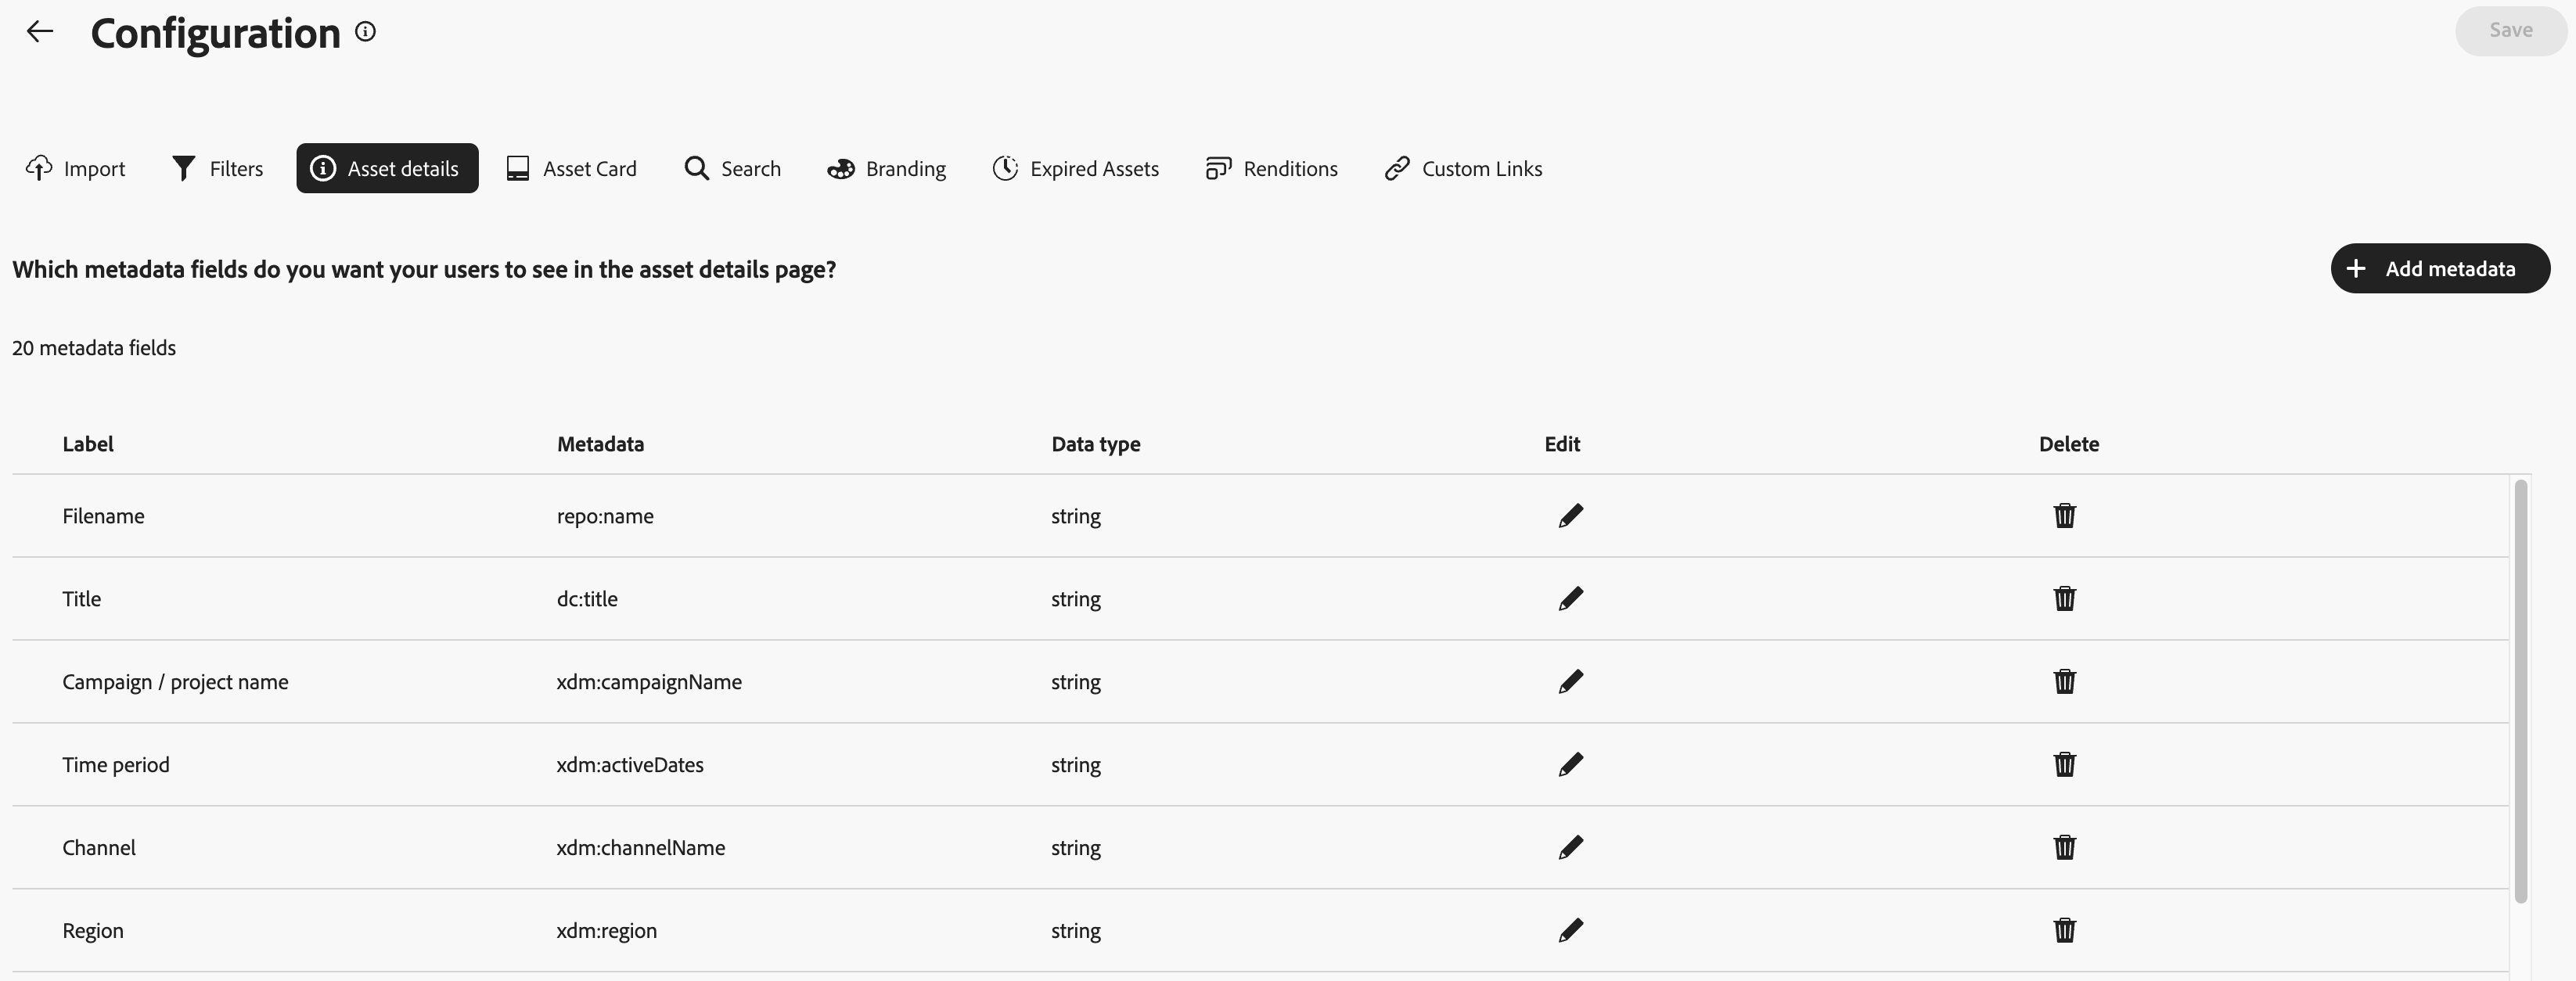 Configuration
Save
Import Filters Asset details Asset Card Search Branding Expired Assets Renditions Custom Links
Which metadata fields do you want your users to see in the asset details page?
Add metadata
20 metadata fields
Label Metadata Data type Edit Delete
Filename repo:name string
Title dc:title string
Campaign / project name xdm:campaignName string
Time period xdm:activeDates string
Channel xdm:channelName string
Region xdm:region string